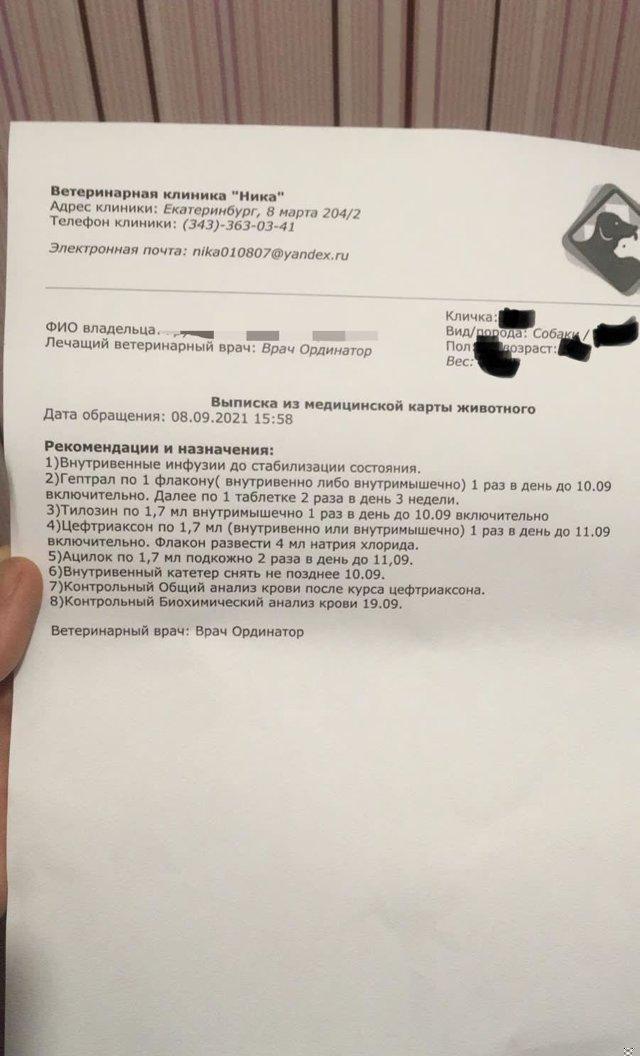 Ветеринарная клиника "Ника"
Адрес клиники: Екатеринбург, 8 марта 204/2
Телефон клиники: (343)-363-03-41
Электронная почта: nika010807@yandex.ru
ФИО владельца:
Лечащий ветеринарный врач: Врач Ординатор
Кличка:
Вид/порода: Собаки /
Пол возраст:
Вес:
Выписка из медицинской карты животного
Дата обращения: 08.09.2021 15:58
Рекомендации и назначения:
1)Внутривенные инфузии до стабилизации состояния.
2)Гептрал по 1 флакону( внутривенно либо внутримышечно) 1 раз в день до 10.09
включительно. Далее по 1 таблетке 2 раза в день 3 недели.
3)Тилозин по 1,7 мл внутримышечно 1 раз в день до 10.09 включительно
4)Цефтриаксон по 1,7 мл (внутривенно или внутримышечно) 1 раз в день до 11.09
включительно. Флакон развести 4 мл натрия хлорида.
5)Ацилок по 1,7 мл подкожно 2 раза в день до 11,09.
6)Внутривенный катетер снять не позднее 10.09.
7)Контрольный Общий анализ крови после курса цефтриаксона.
8)Контрольный Биохимический анализ крови 19.09.
Ветеринарный врач: Врач Ординатор